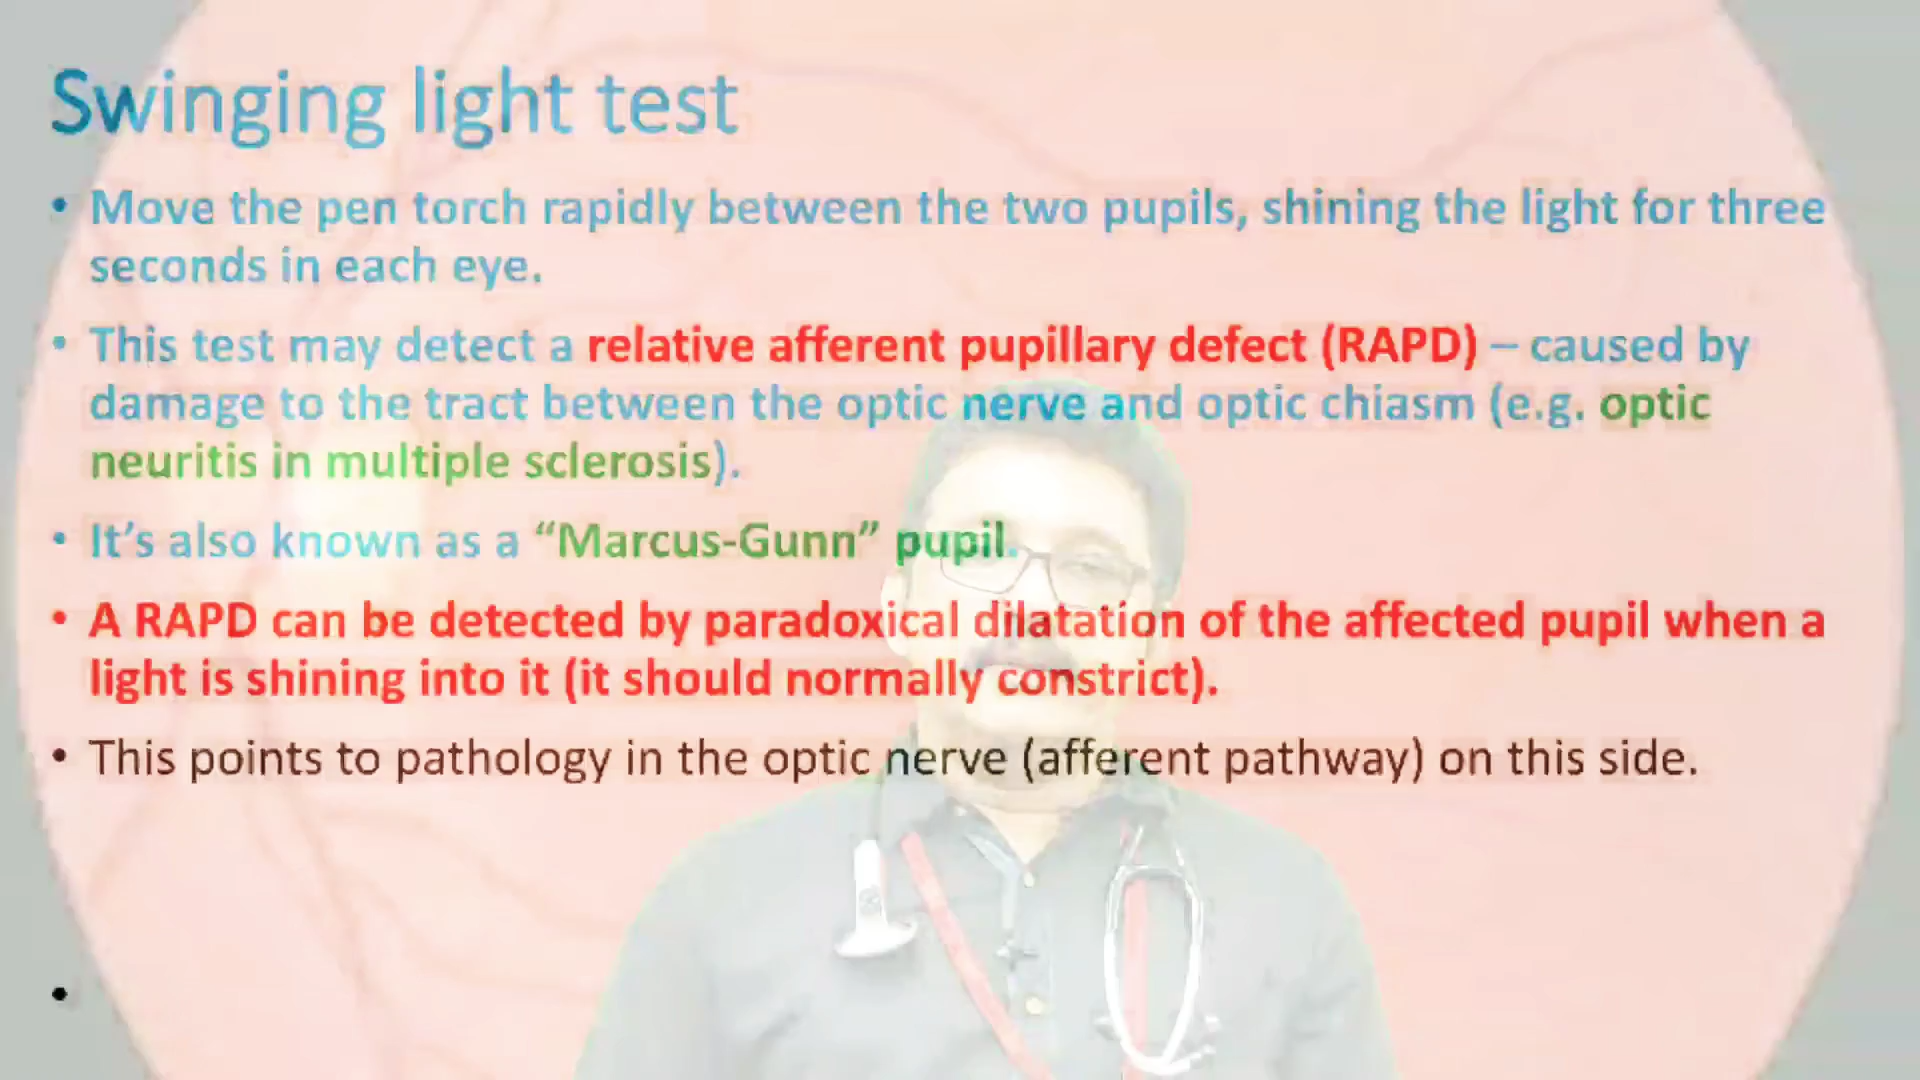 Swinging light test
• Move the pen torch rapidly between the two pupils, shining the light for three
seconds in each eye.
• This test may detect a relative afferent pupillary defect (RAPD) – caused by
damage to the tract between the optic nerve and optic chiasm (e.g. optic
neuritis in multiple sclerosis).
• It’s also known as a “Marcus-Gunn” pupil.
• A RAPD can be detected by paradoxical dilatation of the affected pupil when a
light is shining into it (it should normally constrict).
• This points to pathology in the optic nerve (afferent pathway) on this side.
•